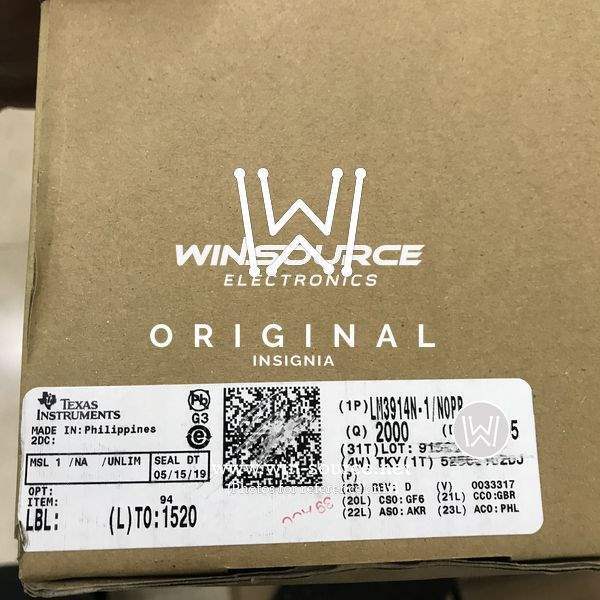 WINSOURCE
ELECTRONICS
ORIGINAL
INSIGNIA
TEXAS
INSTRUMENTS
MADE IN: Philippines
2DC:
MSL 1 /NA /UNLIM
SEAL DT
05/15/19
OPT:
ITEM: 94
LBL: (L)TO:1520
Pb
G3
e
(1P)LM3914N-1/NOPB
(Q) 2000
5
(31T)LOT:
(4W) TKY(1T)
(P)
REV: D (V) 0033317
(20L) CSO:GF6 (21L) CCO:GBR
(22L) ASO:AKR (23L) ACO:PHL